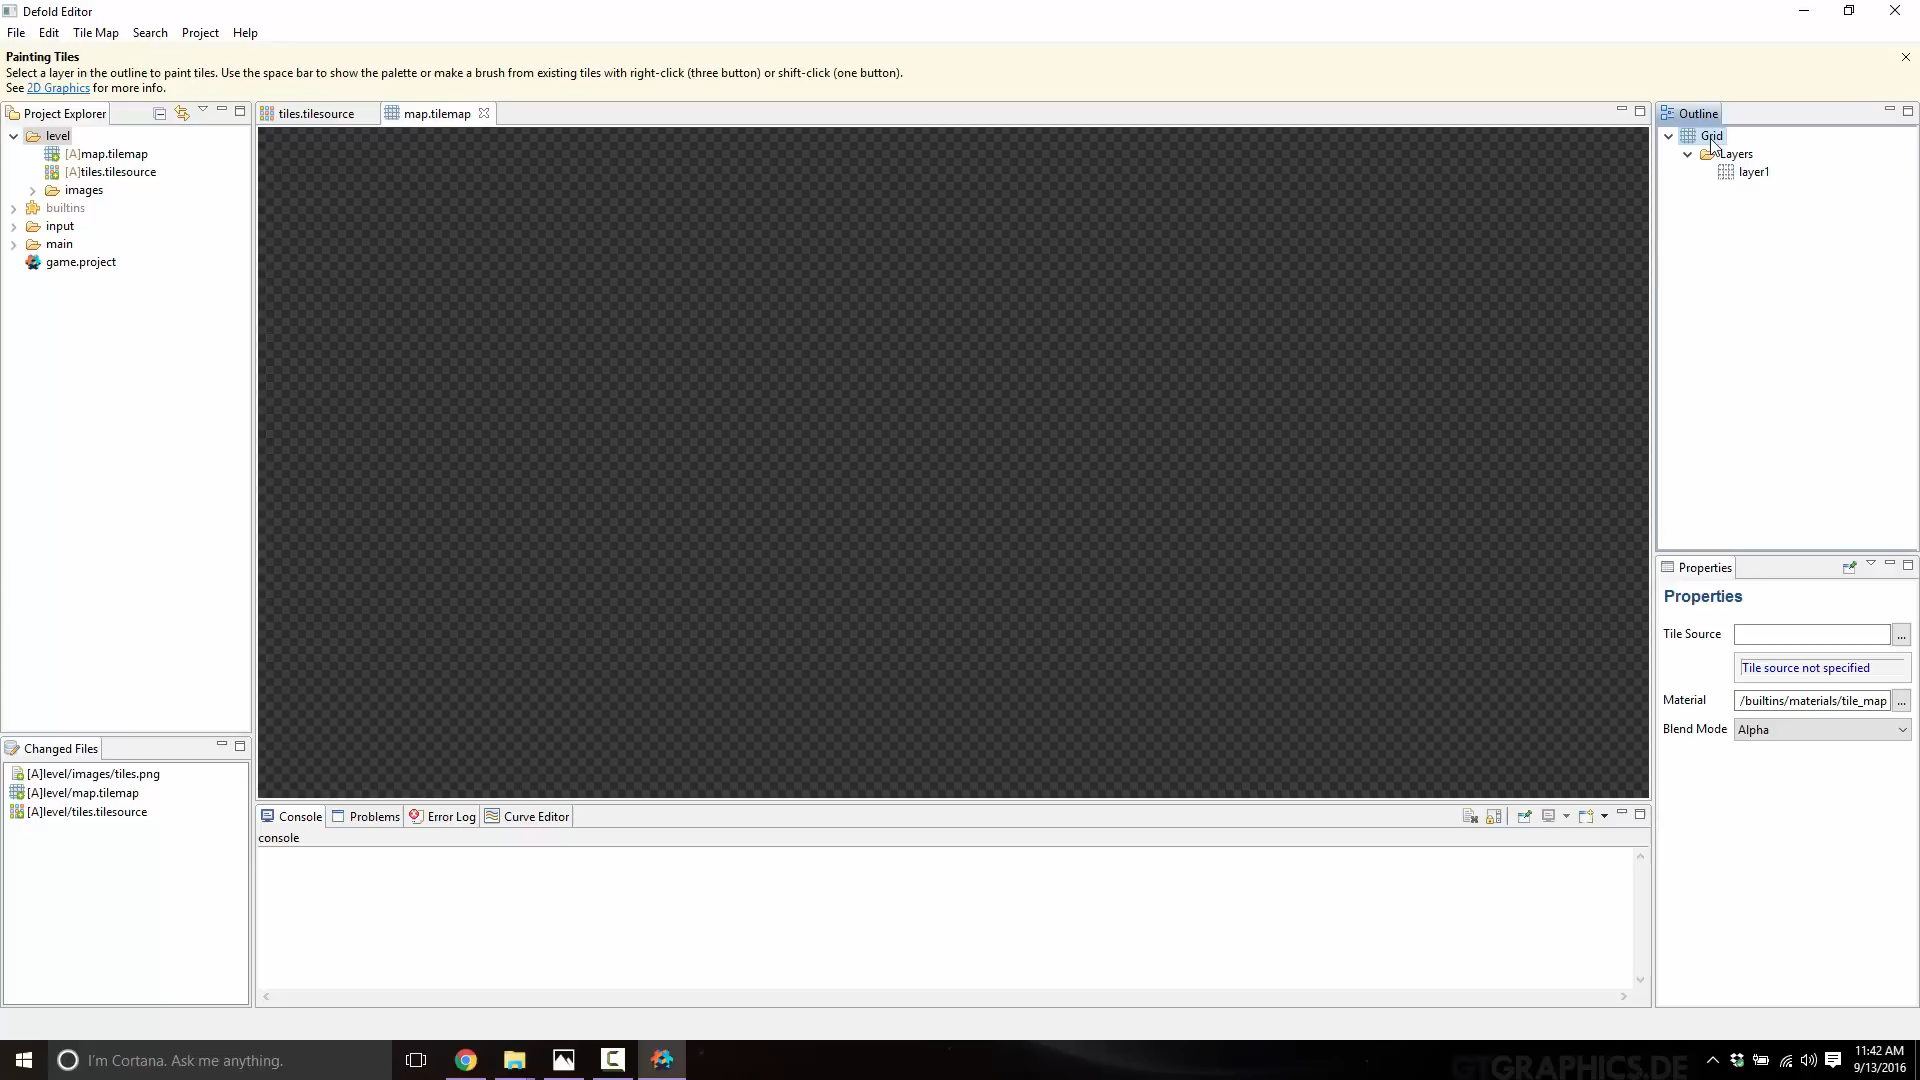 Defold Editor
File Edit Tile Map Search Project Help
Painting Tiles
Select a layer in the outline to paint tiles. Use the space bar to show the palette or make a brush from existing tiles with right-click (three button) or shift-click (one button).
See 2D Graphics for more info.
Project Explorer
level
[A]map.tilemap
[A]tiles.tilesource
images
builtins
input
main
game.project
Changed Files
[A]level/images/tiles.png
[A]level/map.tilemap
[A]level/tiles.tilesource
tiles.tilesource map.tilemap
Console Problems Error Log Curve Editor
console
Outline
Grid
Layers
layer1
Properties
Properties
Tile Source ...
Tile source not specified
Material /builtins/materials/tile_map ...
Blend Mode Alpha
I'm Cortana. Ask me anything.
GTGRAPHICS.DE
11:42 AM
9/13/2016